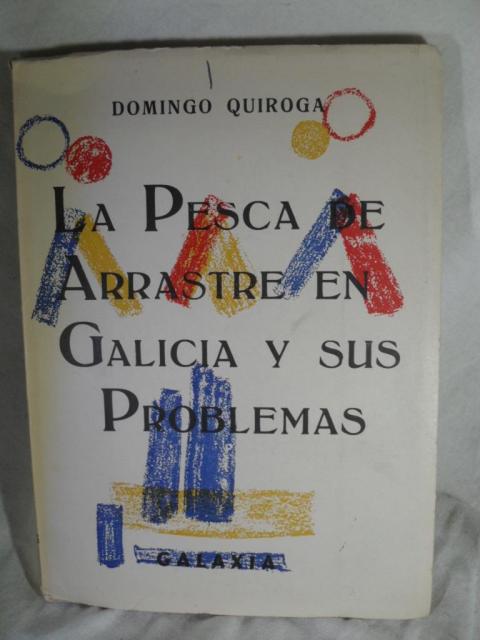 DOMINGO QUIROGA
LA PESCA DE
ARRASTRE EN
GALICIA Y SUS
PROBLEMAS
GALAXIA